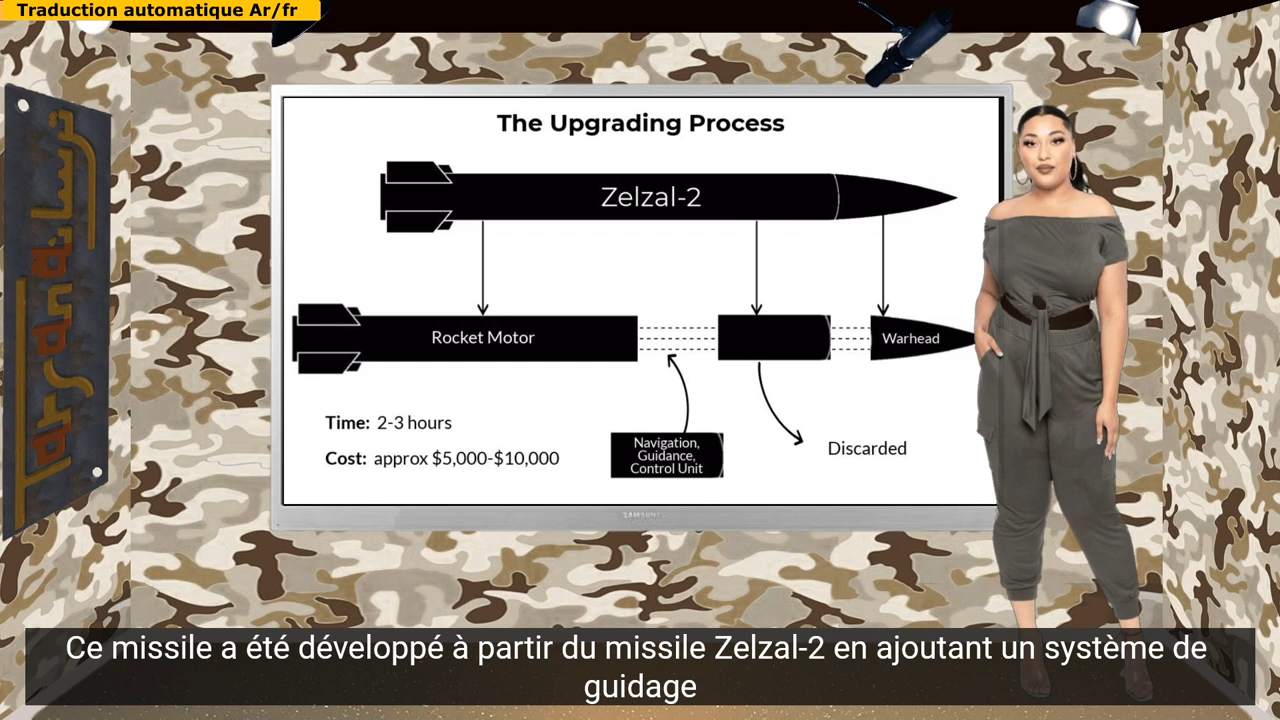 Traduction automatique Ar/fr
ترسانة
Tarsanah
The Upgrading Process
Zelzal-2
Rocket Motor
Warhead
Time: 2-3 hours
Cost: approx $5,000-$10,000
Navigation,
Guidance,
Control Unit
Discarded
SAMSUNG
Ce missile a été développé à partir du missile Zelzal-2 en ajoutant un système de
guidage